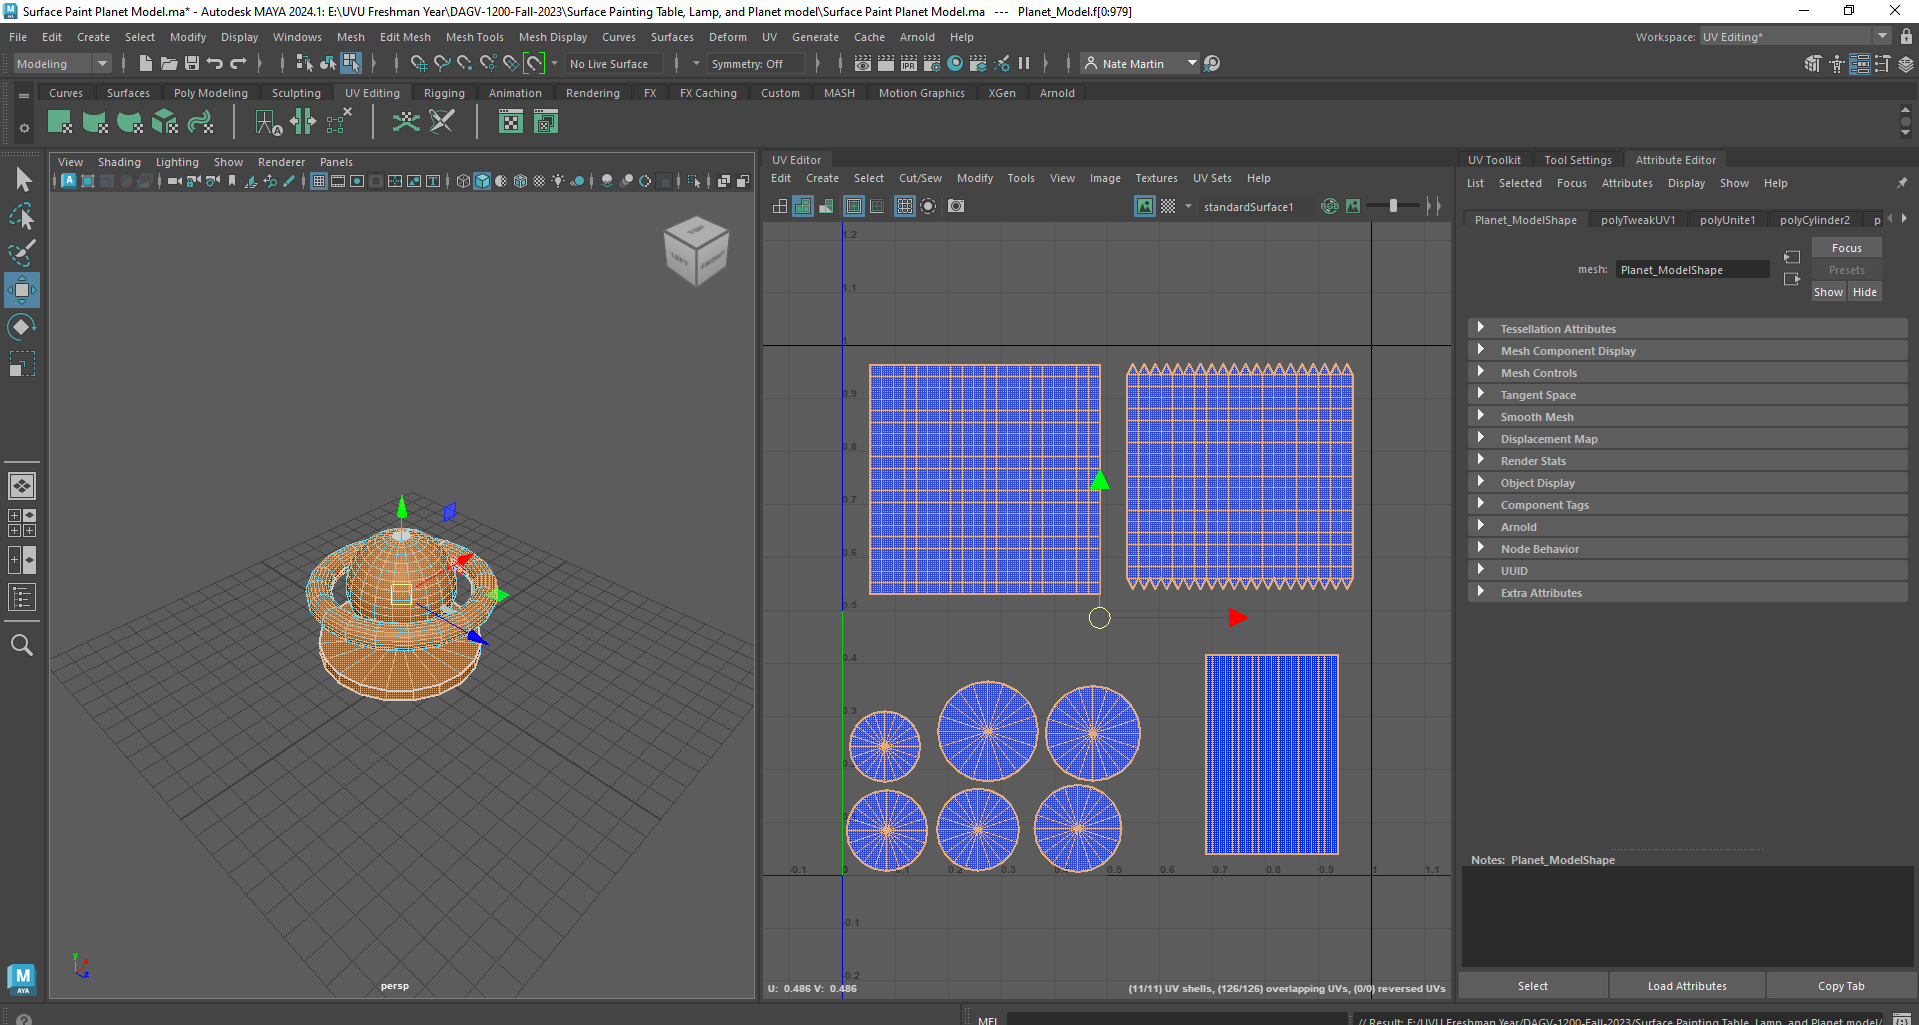 Surface Paint Planet Model.ma* - Autodesk MAYA 2024.1: E:\UVU Freshman Year\DAGV-1200-Fall-2023\Surface Painting Table, Lamp, and Planet model\Surface Paint Planet Model.ma --- Planet_Model.f[0:979]
File Edit Create Select Modify Display Windows Mesh Edit Mesh Mesh Tools Mesh Display Curves Surfaces Deform UV Generate Cache Arnold Help
Workspace: UV Editing*
Modeling No Live Surface Symmetry: Off IPR Nate Martin
Curves Surfaces Poly Modeling Sculpting UV Editing Rigging Animation Rendering FX FX Caching Custom MASH Motion Graphics XGen Arnold
View Shading Lighting Show Renderer Panels
TOP
LEFT FRONT
persp
y
x
z
UV Editor
Edit Create Select Cut/Sew Modify Tools View Image Textures UV Sets Help
standardSurface1 RGB
1.2
1.1
1
0.9
0.8
0.7
0.6
0.5
0.4
0.3
-0.1 0 0.1 0.2 0.3 0.4 0.5 0.6 0.7 0.8 0.9 1 1.1
-0.1
-0.2
U: 0.486 V: 0.486 (11/11) UV shells, (126/126) overlapping UVs, (0/0) reversed UVs
UV Toolkit Tool Settings Attribute Editor
List Selected Focus Attributes Display Show Help
Planet_ModelShape polyTweakUV1 polyUnite1 polyCylinder2 p
Focus
mesh: Planet_ModelShape
Presets
Show Hide
Tessellation Attributes
Mesh Component Display
Mesh Controls
Tangent Space
Smooth Mesh
Displacement Map
Render Stats
Object Display
Component Tags
Arnold
Node Behavior
UUID
Extra Attributes
Notes: Planet_ModelShape
Select Load Attributes Copy Tab
M
AYA
MEL
// Result: E:/UVU Freshman Year/DAGV-1200-Fall-2023/Surface Painting Table, Lamp, and Planet model/